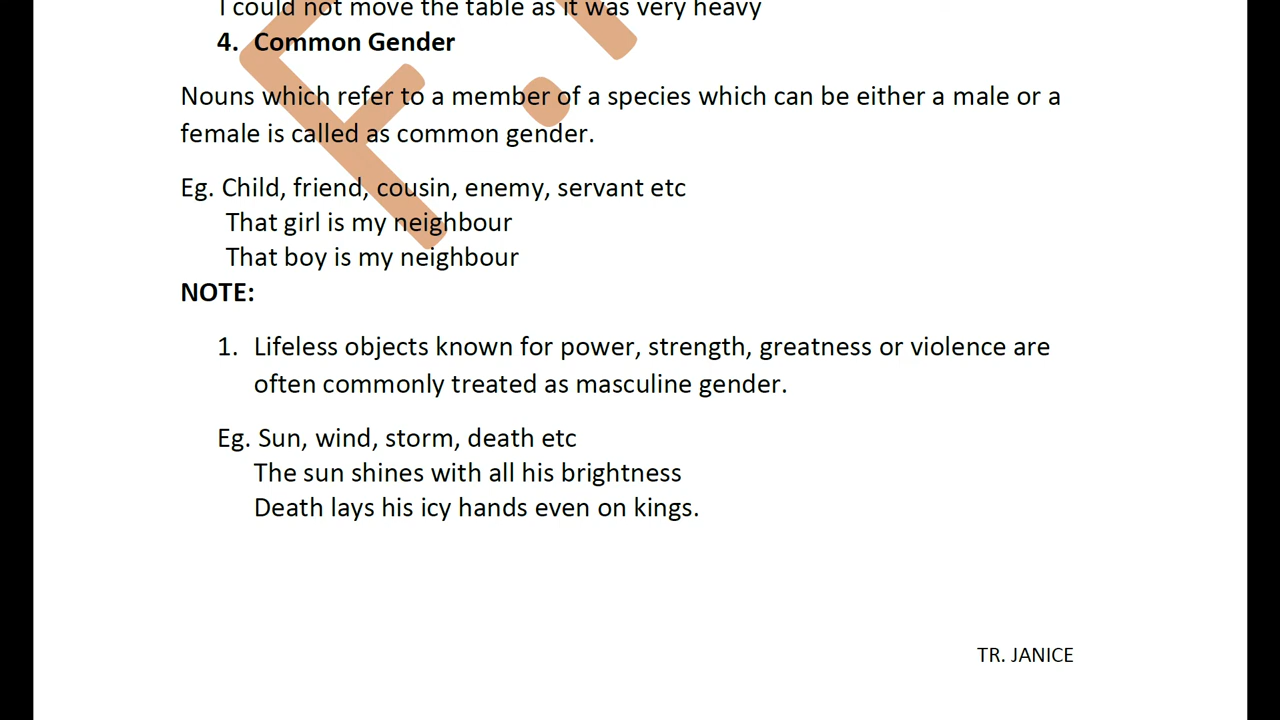 I could not move the table as it was very heavy
4. Common Gender
Nouns which refer to a member of a species which can be either a male or a
female is called as common gender.
Eg. Child, friend, cousin, enemy, servant etc
That girl is my neighbour
That boy is my neighbour
NOTE:
1. Lifeless objects known for power, strength, greatness or violence are
often commonly treated as masculine gender.
Eg. Sun, wind, storm, death etc
The sun shines with all his brightness
Death lays his icy hands even on kings.
TR. JANICE